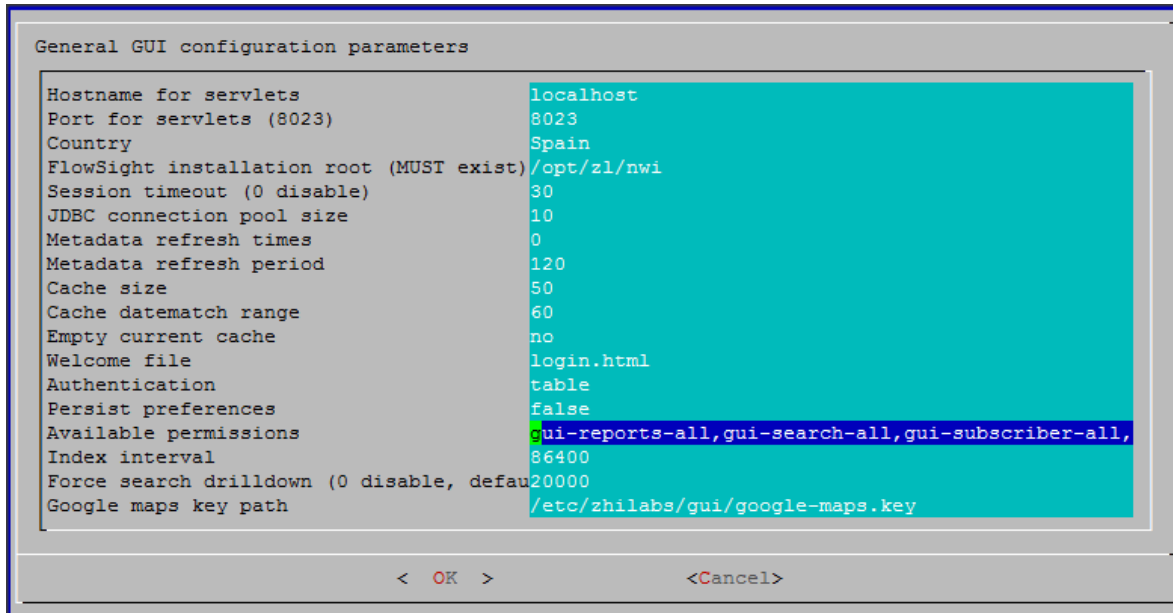 General GUI configuration parameters
Hostname for servlets localhost
Port for servlets (8023) 8023
Country Spain
FlowSight installation root (MUST exist)/opt/zl/nwi
Session timeout (0 disable) 30
JDBC connection pool size 10
Metadata refresh times 0
Metadata refresh period 120
Cache size 50
Cache datematch range 60
Empty current cache no
Welcome file login.html
Authentication table
Persist preferences false
Available permissions gui-reports-all,gui-search-all,gui-subscriber-all,
Index interval 86400
Force search drilldown (0 disable, defau20000
Google maps key path /etc/zhilabs/gui/google-maps.key
< OK > <Cancel>